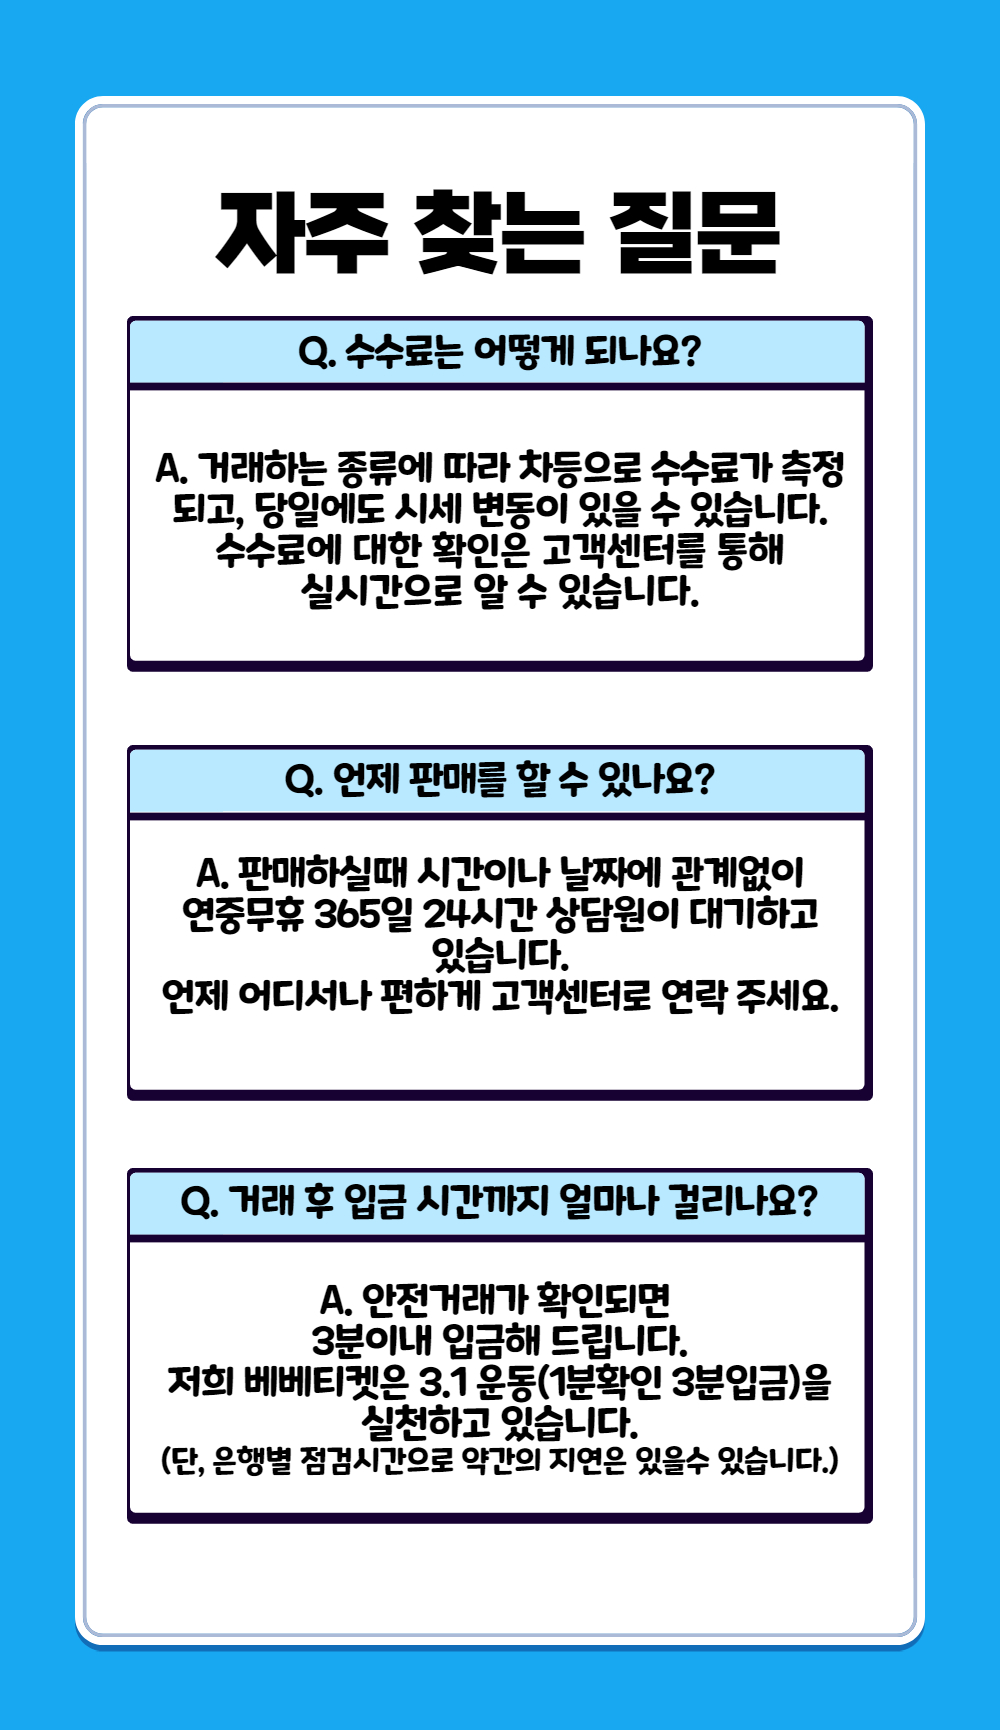 자주 찾는 질문
Q. 수수료는 어떻게 되나요?
A. 거래하는 종류에 따라 차등으로 수수료가 측정
되고, 당일에도 시세 변동이 있을 수 있습니다.
수수료에 대한 확인은 고객센터를 통해
실시간으로 알 수 있습니다.
Q. 언제 판매를 할 수 있나요?
A. 판매하실때 시간이나 날짜에 관계없이
연중무휴 365일 24시간 상담원이 대기하고
있습니다.
언제 어디서나 편하게 고객센터로 연락 주세요.
Q. 거래 후 입금 시간까지 얼마나 걸리나요?
A. 안전거래가 확인되면
3분이내 입금해 드립니다.
저희 베베티켓은 3.1 운동(1분확인 3분입금)을
실천하고 있습니다.
(단, 은행별 점검시간으로 약간의 지연은 있을수 있습니다.)